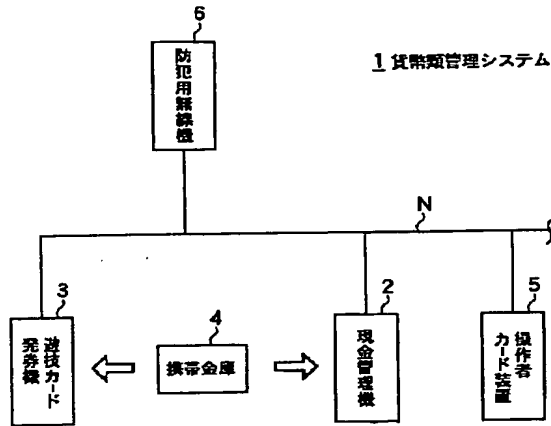 6
防犯用無線機
1 貨幣類管理システム
N
3
遊技カード
発券機
4
携帯金庫
2
現金管理機
5
操作者
カード装置